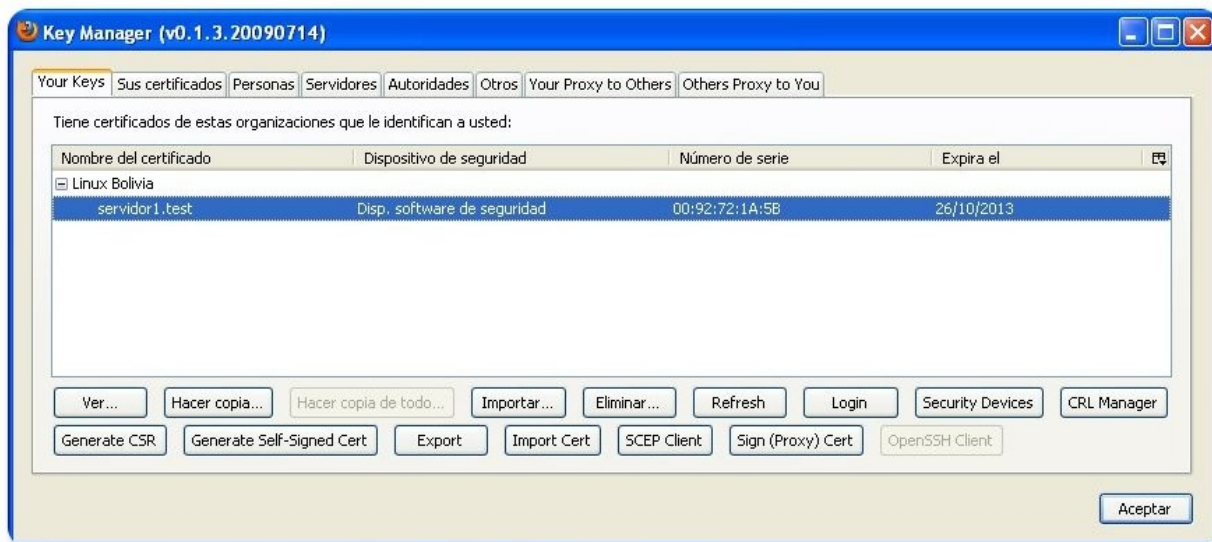 Key Manager (v0.1.3.20090714)
Your Keys Sus certificados Personas Servidores Autoridades Otros Your Proxy to Others Others Proxy to You
Tiene certificados de estas organizaciones que le identifican a usted:
Nombre del certificado Dispositivo de seguridad Número de serie Expira el
Linux Bolivia
servidor1.test Disp. software de seguridad 00:92:72:1A:5B 26/10/2013
Ver... Hacer copia... Hacer copia de todo... Importar... Eliminar... Refresh Login Security Devices CRL Manager
Generate CSR Generate Self-Signed Cert Export Import Cert SCEP Client Sign (Proxy) Cert OpenSSH Client
Aceptar